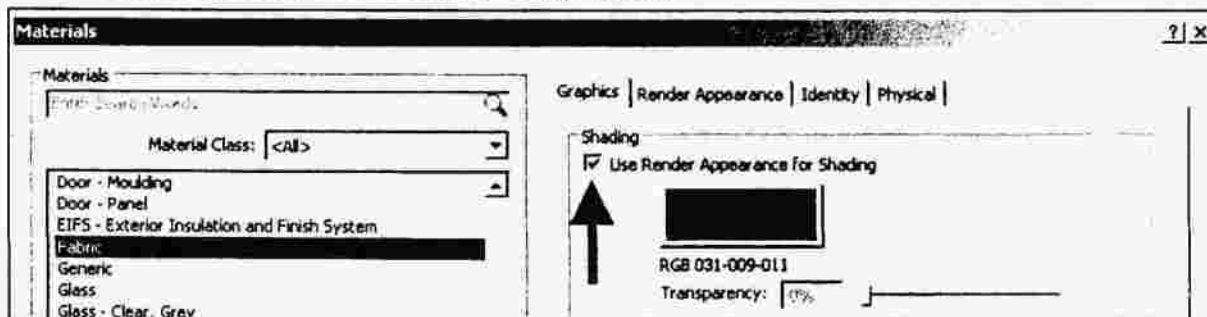 Materials ? x
Materials
Graphics | Render Appearance | Identity | Physical |
Material Class: <All>
Shading
Use Render Appearance for Shading
Door - Moulding
Door - Panel
EIFS - Exterior Insulation and Finish System
Fabric
Generic
Glass
Glass - Clear, Grey
RGB 031-009-011
Transparency: 0%